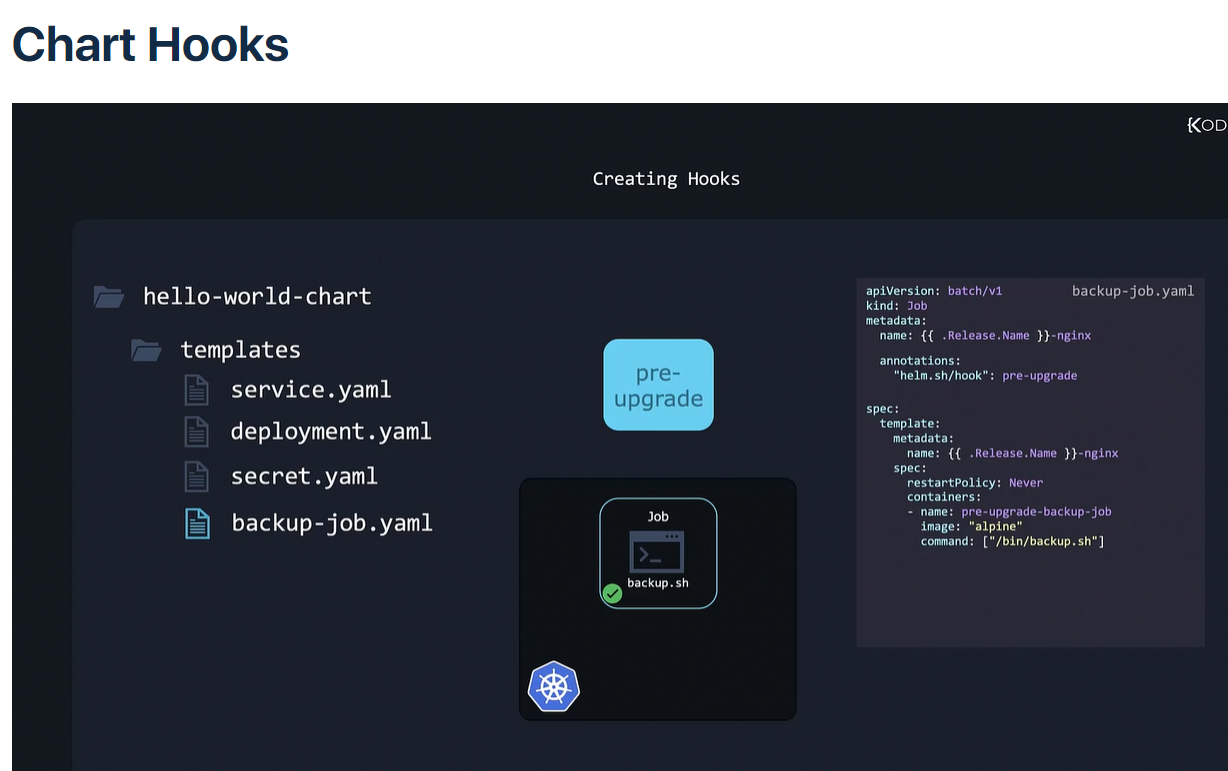 Chart Hooks
KOD
Creating Hooks
hello-world-chart
templates
service.yaml
deployment.yaml
secret.yaml
backup-job.yaml
pre-
upgrade
Job
>_
backup.sh
backup-job.yaml
apiVersion: batch/v1
kind: Job
metadata:
  name: {{ .Release.Name }}-nginx
  annotations:
    "helm.sh/hook": pre-upgrade
spec:
  template:
    metadata:
      name: {{ .Release.Name }}-nginx
    spec:
      restartPolicy: Never
      containers:
      - name: pre-upgrade-backup-job
        image: "alpine"
        command: ["/bin/backup.sh"]